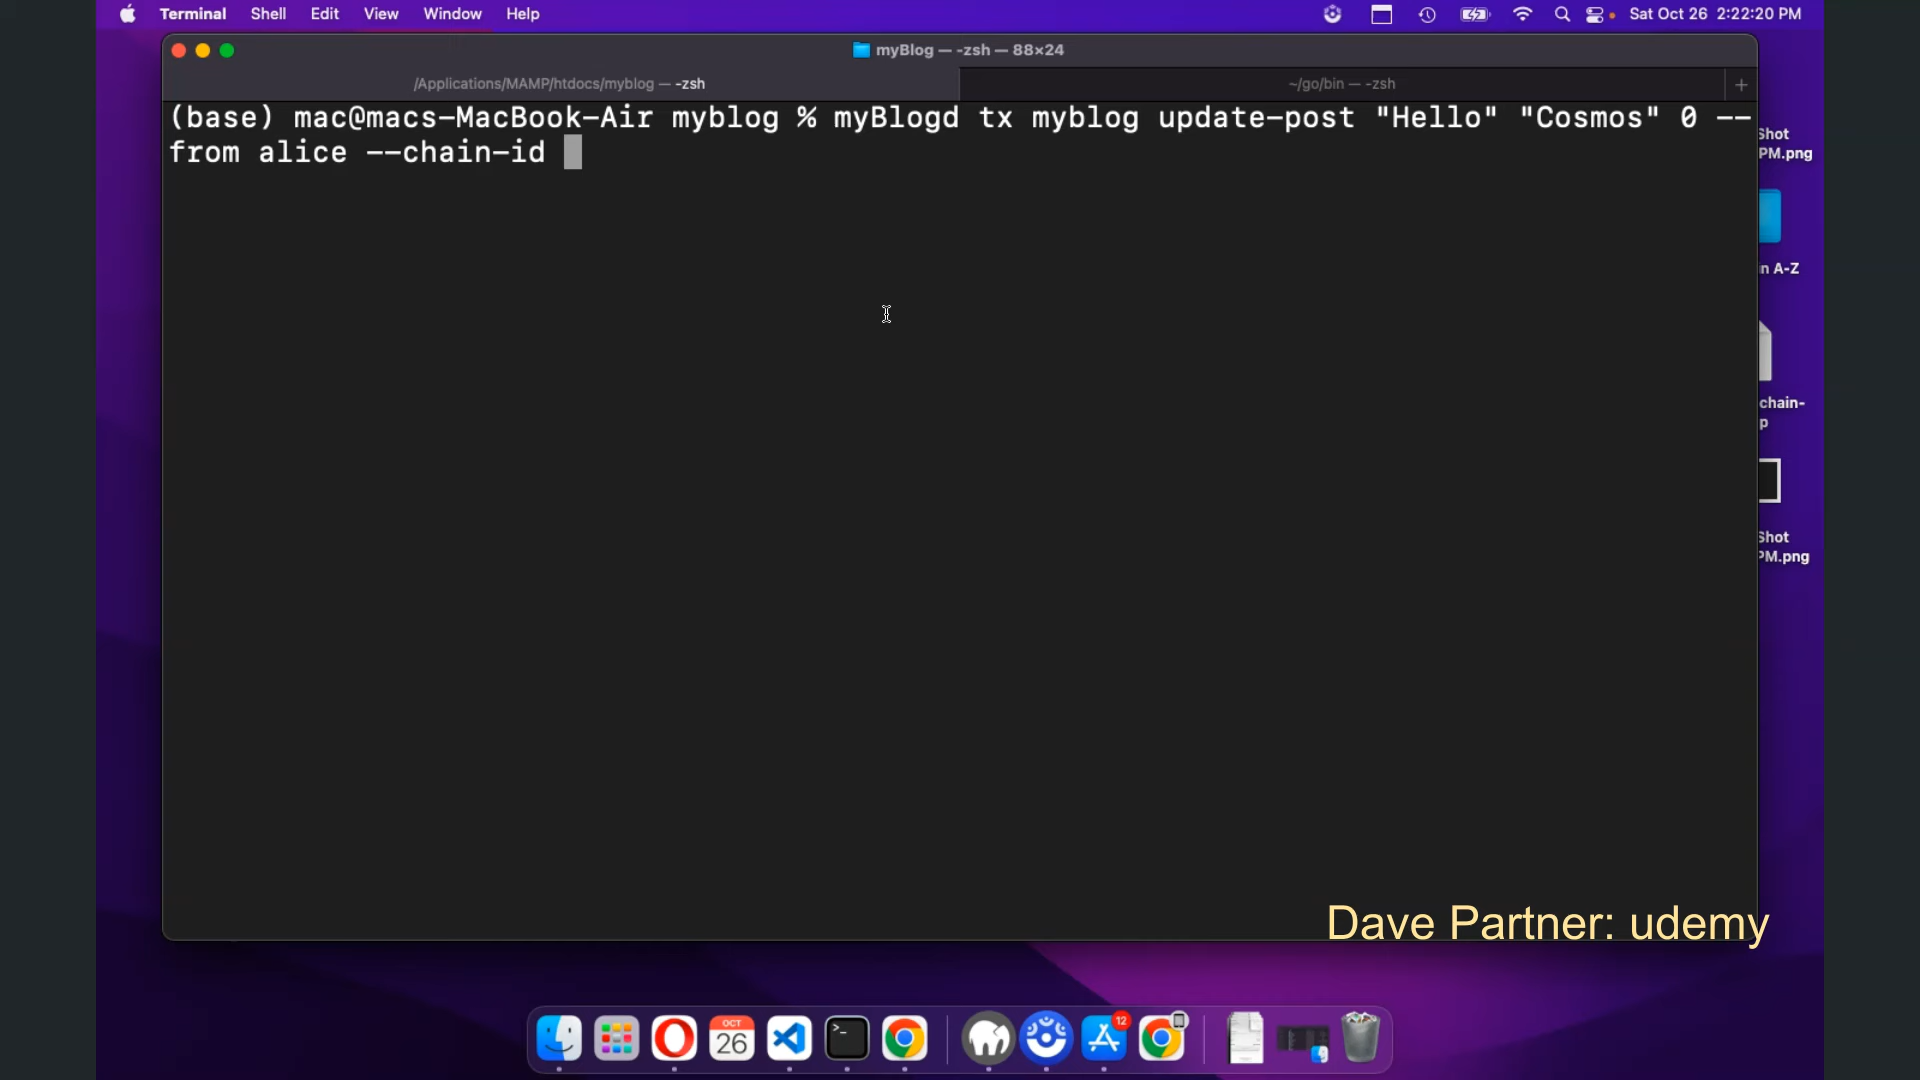 Terminal Shell Edit View Window Help Sat Oct 26 2:22:20 PM
myBlog — -zsh — 88×24
/Applications/MAMP/htdocs/myblog — -zsh
~/go/bin — -zsh
+
(base) mac@macs-MacBook-Air myblog % myBlogd tx myblog update-post "Hello" "Cosmos" 0 --
from alice --chain-id
Shot
PM.png
in A-Z
chain-
p
Shot
PM.png
Dave Partner: udemy
OCT
26
>_
12